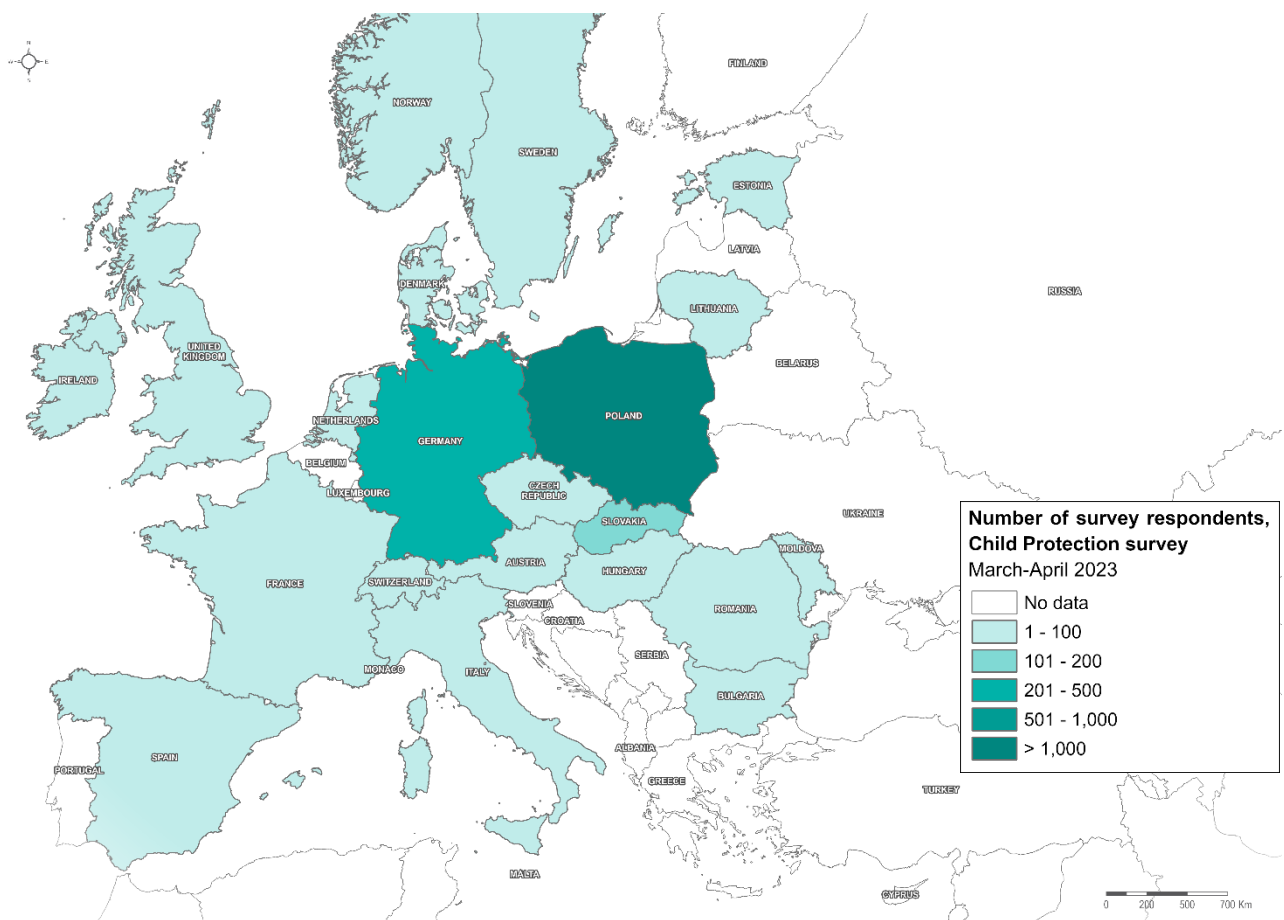 N
W
E
S
FINLAND
NORWAY
SWEDEN
ESTONIA
LATVIA
RUSSIA
DENMARK
LITHUANIA
UNITED
KINGDOM
BELARUS
IRELAND
NETHERLANDS
POLAND
GERMANY
BELGIUM
CZECH
REPUBLIC
LUXEMBOURG
UKRAINE
SLOVAKIA
MOLDOVA
AUSTRIA
HUNGARY
FRANCE
SWITZERLAND
SLOVENIA
ROMANIA
CROATIA
SERBIA
MONACO
ITALY
BULGARIA
ALBANIA
SPAIN
PORTUGAL
GREECE
TURKEY
MALTA
CYPRUS
Number of survey respondents,
Child Protection survey
March-April 2023
No data
1 - 100
101 - 200
201 - 500
501 - 1,000
> 1,000
0 200 500 700 Km